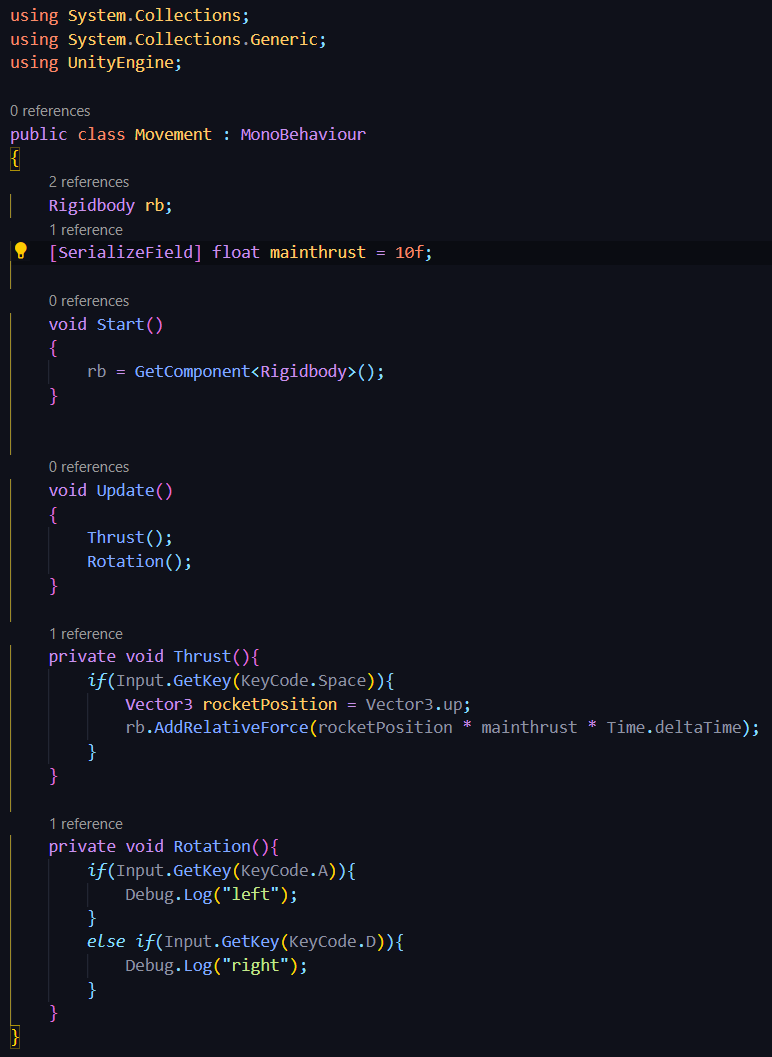 using System.Collections;
using System.Collections.Generic;
using UnityEngine;
0 references
public class Movement : MonoBehaviour
{
2 references
Rigidbody rb;
1 reference
[SerializeField] float mainthrust = 10f;
0 references
void Start()
{
rb = GetComponent<Rigidbody>();
}
0 references
void Update()
{
Thrust();
Rotation();
}
1 reference
private void Thrust(){
if(Input.GetKey(KeyCode.Space)){
Vector3 rocketPosition = Vector3.up;
rb.AddRelativeForce(rocketPosition * mainthrust * Time.deltaTime);
}
}
1 reference
private void Rotation(){
if(Input.GetKey(KeyCode.A)){
Debug.Log("left");
}
else if(Input.GetKey(KeyCode.D)){
Debug.Log("right");
}
}
}